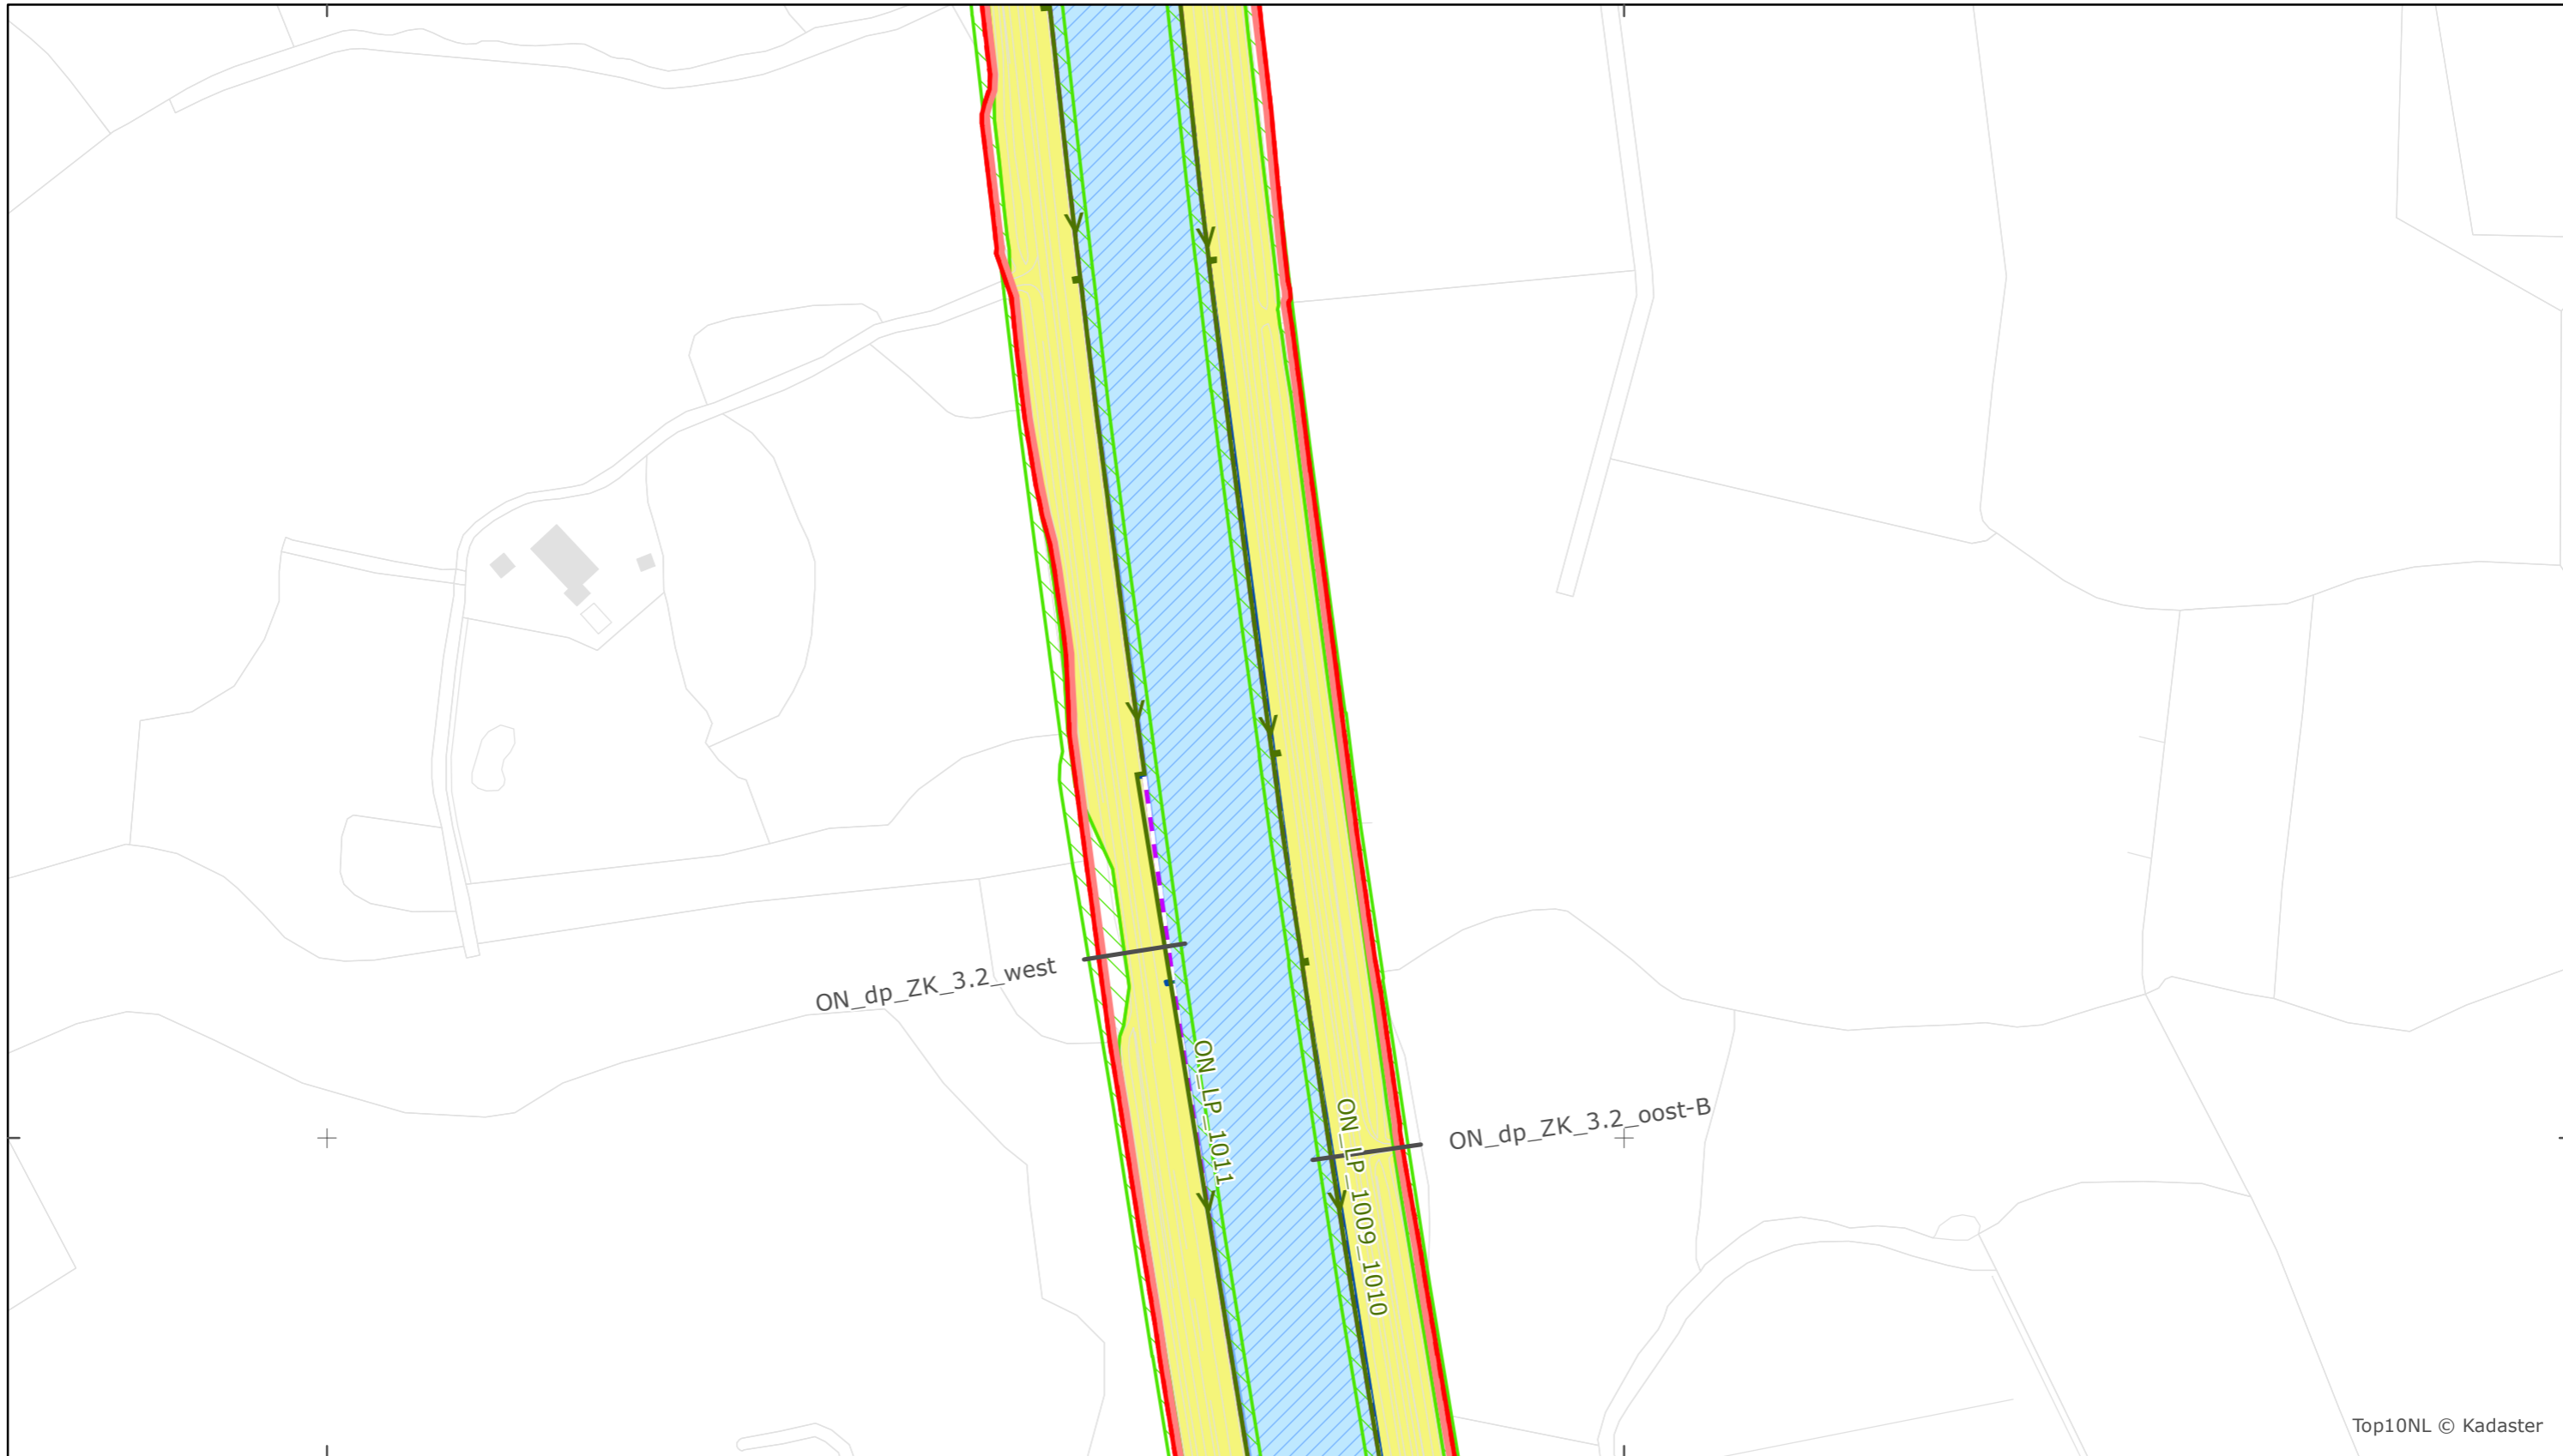 ON_dp_ZK_3.2_west
ON_LP_1011
ON_LP_1009_1010
ON_dp_ZK_3.2_oost-B
Top10NL © Kadaster